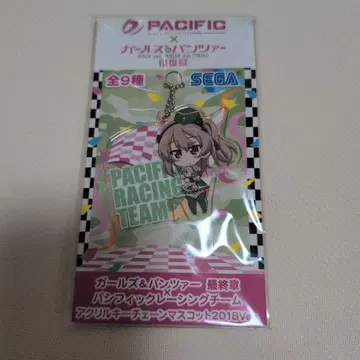 PACIFIC
×
ガールズ&パンツァー
最終章
全9種
SEGA
PACIFIC
RACING
TEAM
ガールズ&パンツァー 最終章
パシフィックレーシングチーム
アクリルキーチェーンマスコット2018Ve